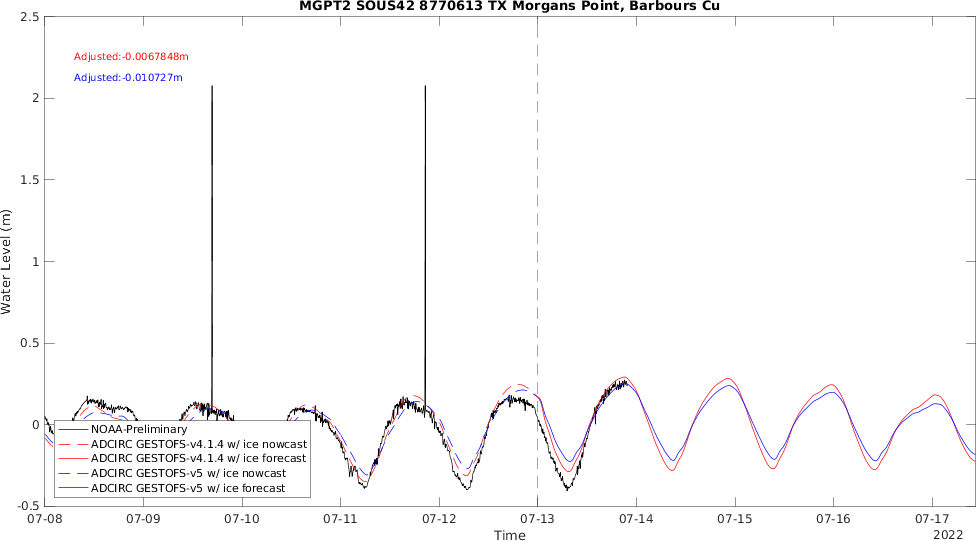 MGPT2 SOUS42 8770613 TX Morgans Point, Barbours Cu
2.5
Adjusted:-0.0067848m
Adjusted:-0.010727m
2
1.5
Water Level (m)
1
0.5
0
NOAA-Preliminary
ADCIRC GESTOFS-v4.1.4 w/ ice nowcast
ADCIRC GESTOFS-v4.1.4 w/ ice forecast
ADCIRC GESTOFS-v5 w/ ice nowcast
ADCIRC GESTOFS-v5 w/ ice forecast
-0.5
07-08 07-09 07-10 07-11 07-12 07-13 07-14 07-15 07-16 07-17
Time
2022